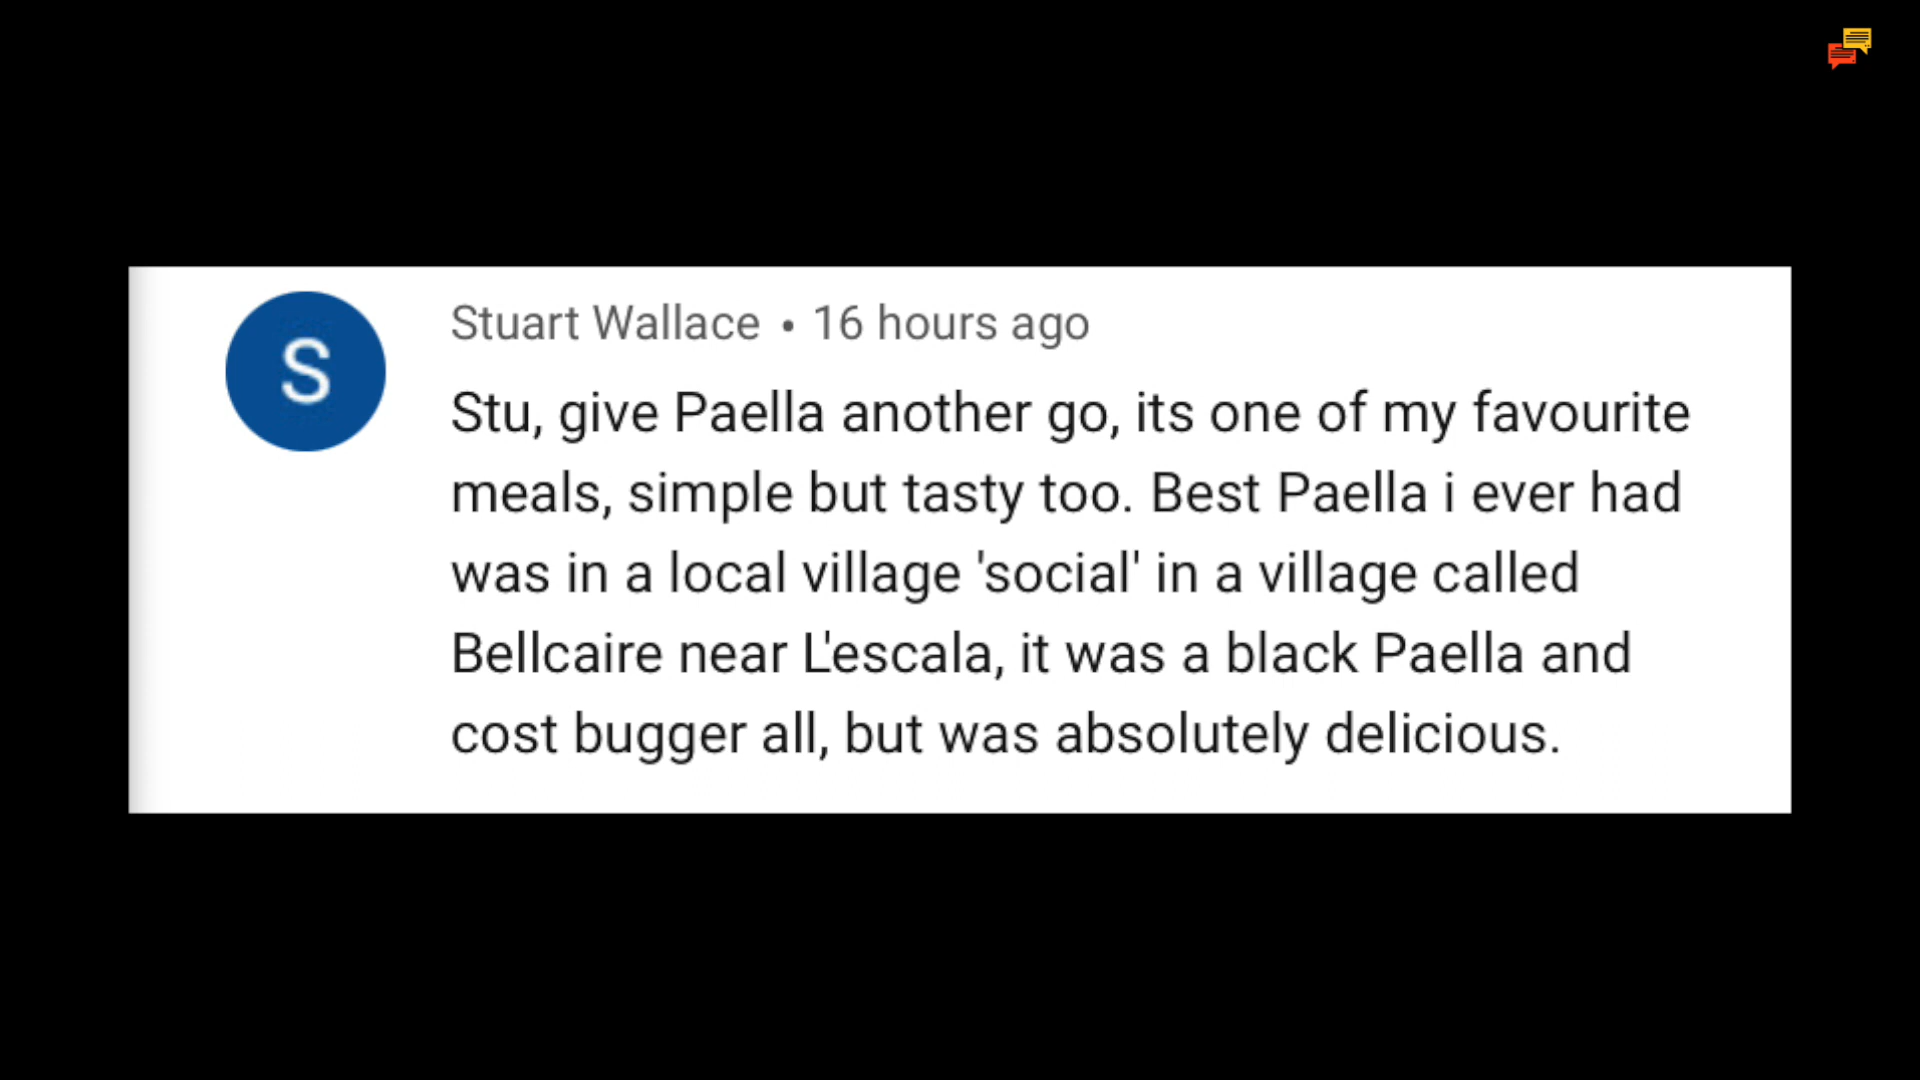 S
Stuart Wallace • 16 hours ago
Stu, give Paella another go, its one of my favourite
meals, simple but tasty too. Best Paella i ever had
was in a local village 'social' in a village called
Bellcaire near L'escala, it was a black Paella and
cost bugger all, but was absolutely delicious.